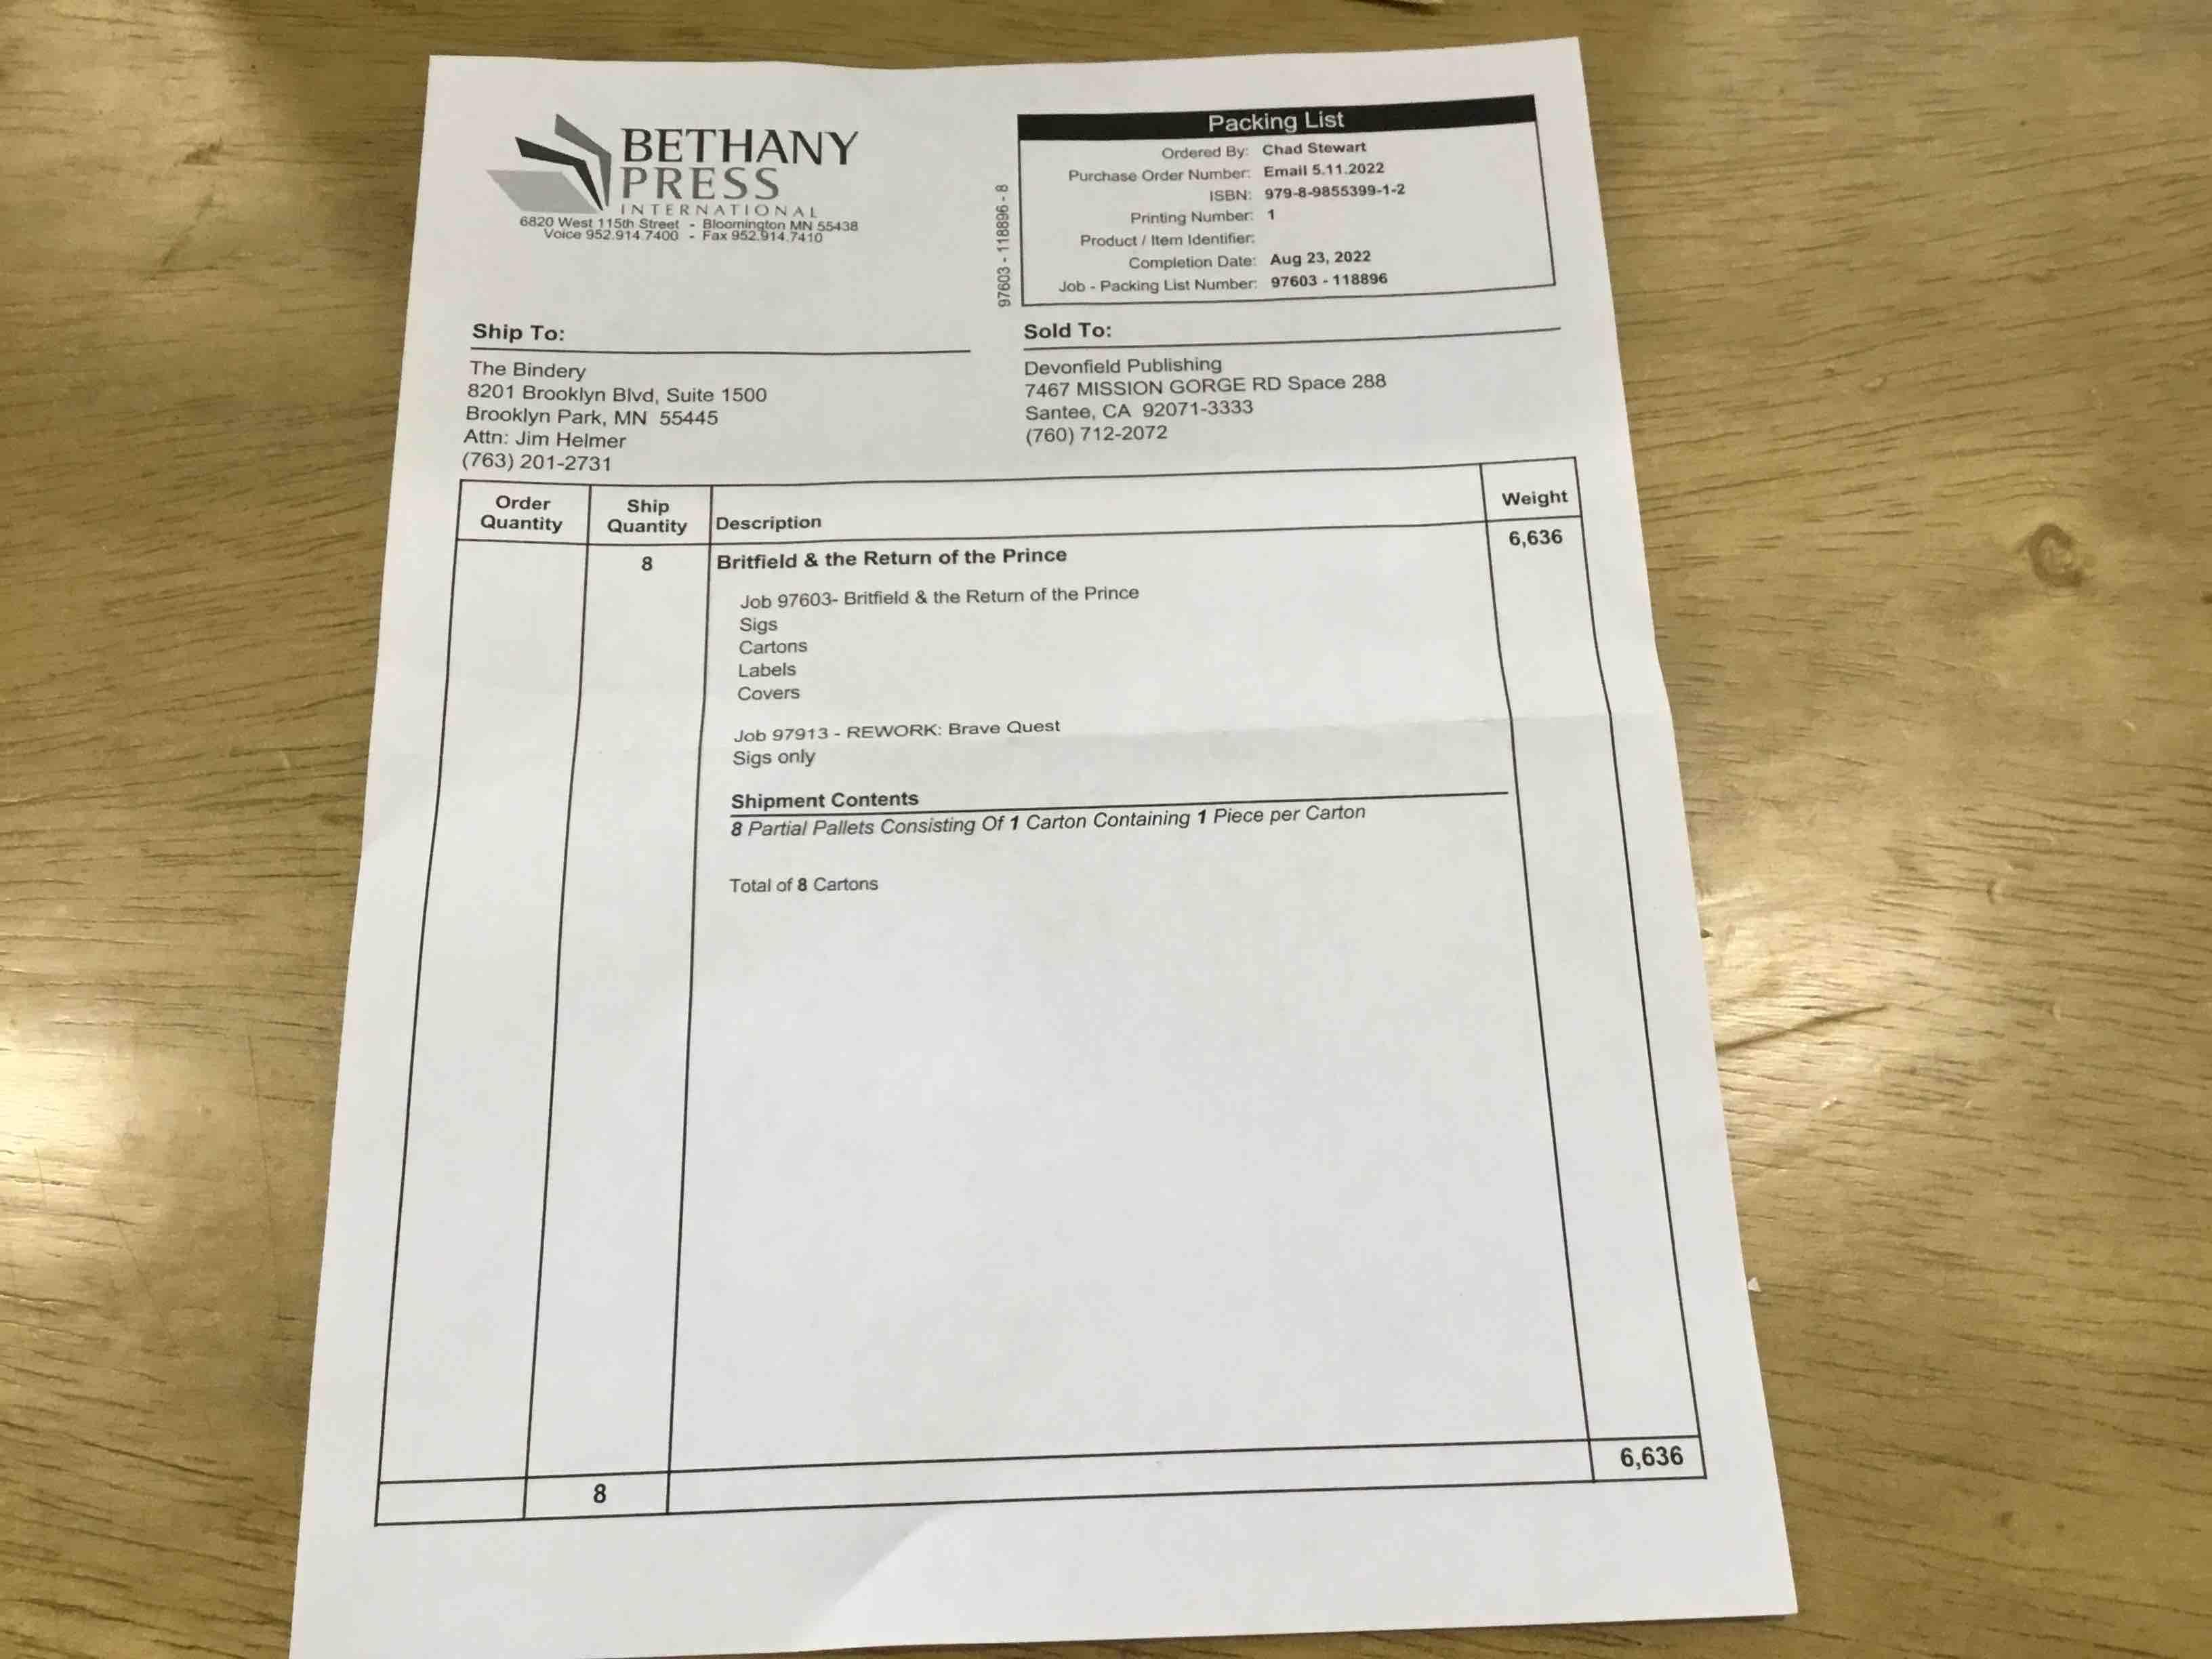 BETHANY
PRESS
INTERNATIONAL
6820 West 115th Street - Bloomington MN 55438
Voice 952.914.7400 - Fax 952.914.7410
97603 - 118896 - 8
Packing List
Ordered By: Chad Stewart
Purchase Order Number: Email 5.11.2022
ISBN: 979-8-9855399-1-2
Printing Number: 1
Product / Item Identifier:
Completion Date: Aug 23, 2022
Job - Packing List Number: 97603 - 118896
Ship To:
The Bindery
8201 Brooklyn Blvd, Suite 1500
Brooklyn Park, MN 55445
Attn: Jim Helmer
(763) 201-2731
Sold To:
Devonfield Publishing
7467 MISSION GORGE RD Space 288
Santee, CA 92071-3333
(760) 712-2072
Order Quantity Ship Quantity Description Weight
8 Britfield & the Return of the Prince 6,636
Job 97603- Britfield & the Return of the Prince
Sigs
Cartons
Labels
Covers
Job 97913 - REWORK: Brave Quest
Sigs only
Shipment Contents
8 Partial Pallets Consisting Of 1 Carton Containing 1 Piece per Carton
Total of 8 Cartons
8 6,636